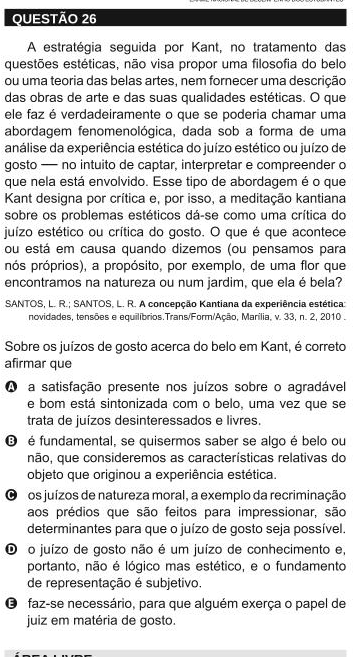 QUESTÃO 26
A estratégia seguida por Kant, no tratamento das
questões estéticas, não visa propor uma filosofia do belo
ou uma teoria das belas artes, nem fornecer uma descrição
das obras de arte e das suas qualidades estéticas. O que
ele faz é verdadeiramente o que se poderia chamar uma
abordagem fenomenológica, dada sob a forma de uma
análise da experiência estética do juízo estético ou juízo de
gosto — no intuito de captar, interpretar e compreender o
que nela está envolvido. Esse tipo de abordagem é o que
Kant designa por crítica e, por isso, a meditação kantiana
sobre os problemas estéticos dá-se como uma crítica do
juízo estético ou crítica do gosto. O que é que acontece
ou está em causa quando dizemos (ou pensamos para
nós próprios), a propósito, por exemplo, de uma flor que
encontramos na natureza ou num jardim, que ela é bela?
SANTOS, L. R.; SANTOS, L. R. A concepção Kantiana da experiência estética:
novidades, tensões e equilíbrios.Trans/Form/Ação, Marília, v. 33, n. 2, 2010 .
Sobre os juízos de gosto acerca do belo em Kant, é correto
afirmar que
A a satisfação presente nos juízos sobre o agradável
e bom está sintonizada com o belo, uma vez que se
trata de juízos desinteressados e livres.
B é fundamental, se quisermos saber se algo é belo ou
não, que consideremos as características relativas do
objeto que originou a experiência estética.
C os juízos de natureza moral, a exemplo da recriminação
aos prédios que são feitos para impressionar, são
determinantes para que o juízo de gosto seja possível.
D o juízo de gosto não é um juízo de conhecimento e,
portanto, não é lógico mas estético, e o fundamento
de representação é subjetivo.
E faz-se necessário, para que alguém exerça o papel de
juiz em matéria de gosto.